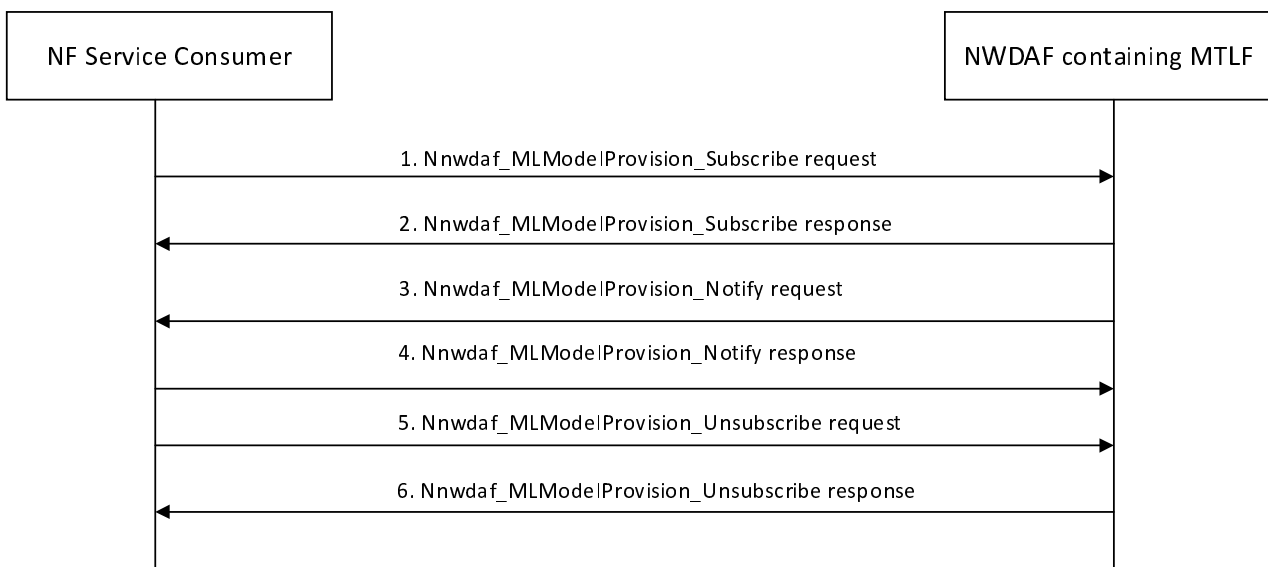 NF Service Consumer
NWDAF containing MTLF
1. Nnwdaf_MLModelProvision_Subscribe request
2. Nnwdaf_MLModelProvision_Subscribe response
3. Nnwdaf_MLModelProvision_Notify request
4. Nnwdaf_MLModelProvision_Notify response
5. Nnwdaf_MLModelProvision_Unsubscribe request
6. Nnwdaf_MLModelProvision_Unsubscribe response